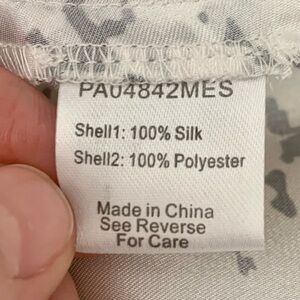 PA04842MES
Shell1: 100% Silk
Shell2: 100% Polyester
Made in China
See Reverse
For Care